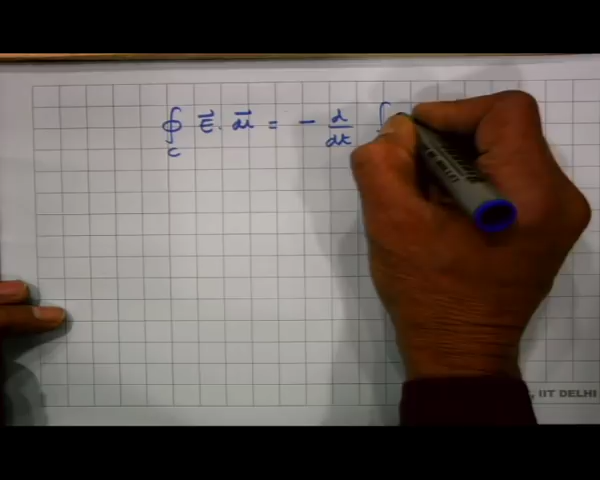 ∮ E⃗ . dl⃗ = - d/dt ∫
C
, IIT DELHI